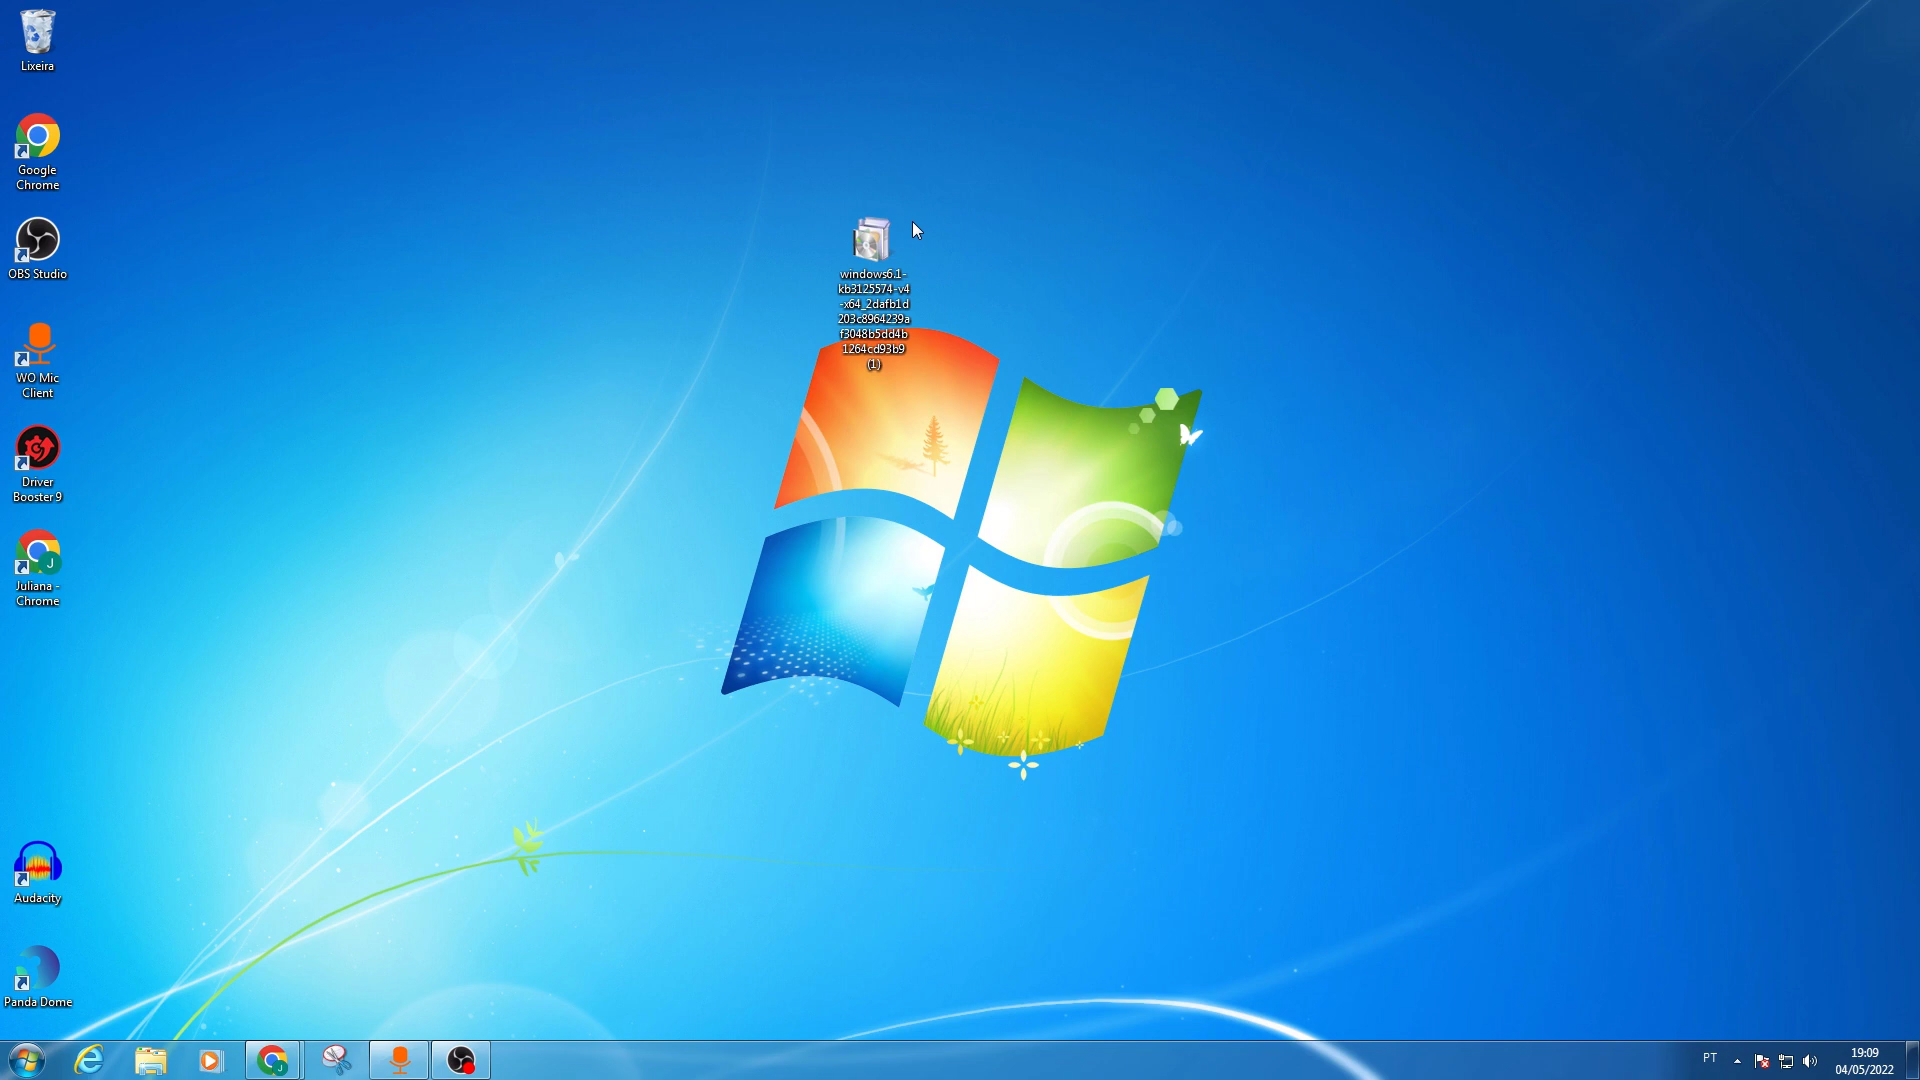 Lixeira
Google
Chrome
OBS Studio
WO Mic
Client
Driver
Booster 9
J
Juliana -
Chrome
Audacity
Panda Dome
windows6.1-
kb3125574-v4
-x64_2dafb1d
203c8964239a
f3048b5dd4b
1264cd93b9
(1)
J
PT
19:09
04/05/2022